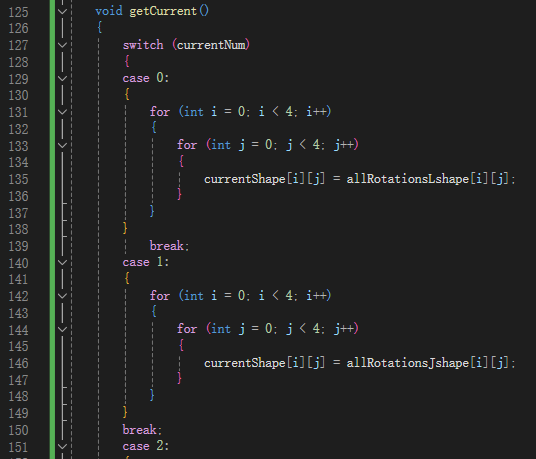 125 void getCurrent()
126 {
127 switch (currentNum)
128 {
129 case 0:
130 {
131 for (int i = 0; i < 4; i++)
132 {
133 for (int j = 0; j < 4; j++)
134 {
135 currentShape[i][j] = allRotationsLshape[i][j];
136 }
137 }
138 }
139 break;
140 case 1:
141 {
142 for (int i = 0; i < 4; i++)
143 {
144 for (int j = 0; j < 4; j++)
145 {
146 currentShape[i][j] = allRotationsJshape[i][j];
147 }
148 }
149 }
150 break;
151 case 2: